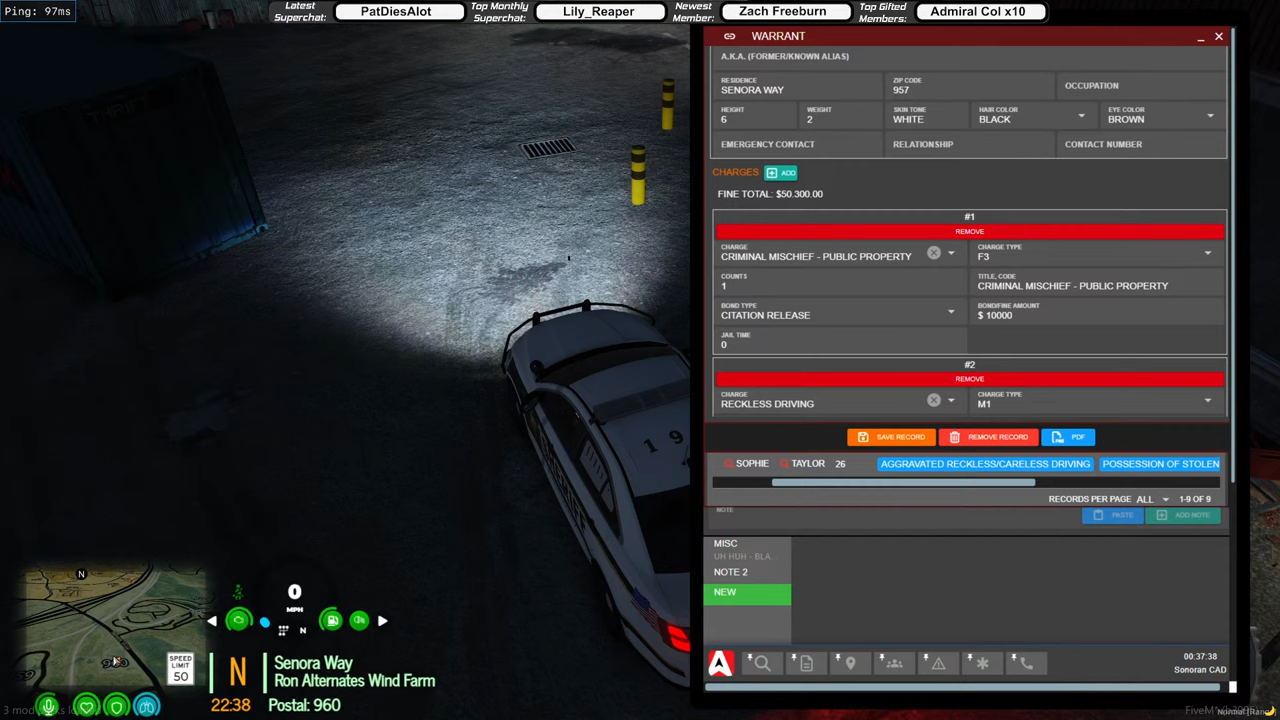 Ping: 97ms
Latest Superchat:
PatDiesAlot
Top Monthly Superchat:
Lily_Reaper
Newest Member:
Zach Freeburn
Top Gifted Members:
Admiral Col x10
WARRANT
A.K.A. (FORMER/KNOWN ALIAS)
RESIDENCE
SENORA WAY
ZIP CODE
957
OCCUPATION
HEIGHT
6
WEIGHT
2
SKIN TONE
WHITE
HAIR COLOR
BLACK
EYE COLOR
BROWN
EMERGENCY CONTACT
RELATIONSHIP
CONTACT NUMBER
CHARGES
ADD
FINE TOTAL: $50.300.00
#1
REMOVE
CHARGE
CRIMINAL MISCHIEF - PUBLIC PROPERTY
CHARGE TYPE
F3
COUNTS
1
TITLE, CODE
CRIMINAL MISCHIEF - PUBLIC PROPERTY
BOND TYPE
CITATION RELEASE
BOND/FINE AMOUNT
$ 10000
JAIL TIME
0
#2
REMOVE
CHARGE
RECKLESS DRIVING
CHARGE TYPE
M1
SAVE RECORD
REMOVE RECORD
PDF
SOPHIE TAYLOR 26 AGGRAVATED RECKLESS/CARELESS DRIVING POSSESSION OF STOLEN
RECORDS PER PAGE ALL 1-9 OF 9
NOTE
PASTE
ADD NOTE
MISC
UH HUH - BLA...
NOTE 2
NEW
00:37:38
Sonoran CAD
N
0
MPH
N
SPEED LIMIT 50
N
22:38
Senora Way
Ron Alternates Wind Farm
Postal: 960